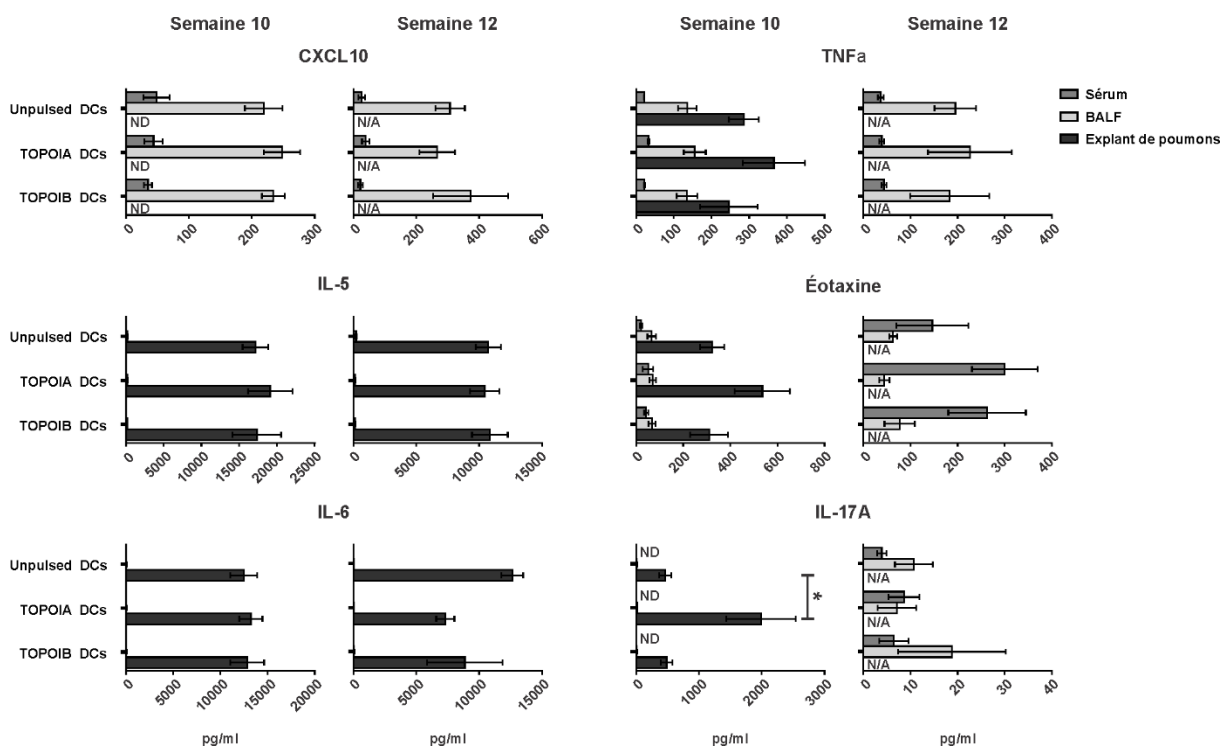 Semaine 10
Semaine 12
Semaine 10
Semaine 12
CXCL10
TNFa
Unpulsed DCs
ND
N/A
N/A
TOPOIA DCs
ND
N/A
N/A
TOPOIB DCs
ND
N/A
N/A
0 100 200 300
0 200 400 600
0 100 200 300 400 500
0 100 200 300 400
Sérum
BALF
Explant de poumons
IL-5
Éotaxine
Unpulsed DCs
N/A
TOPOIA DCs
N/A
TOPOIB DCs
N/A
0 5000 10000 15000 20000 25000
0 5000 10000 15000
0 200 400 600 800
0 100 200 300 400
IL-6
IL-17A
Unpulsed DCs
ND
N/A
TOPOIA DCs
ND
*
N/A
TOPOIB DCs
ND
N/A
0 5000 10000 15000 20000
0 5000 10000 15000
0 1000 2000 3000
0 10 20 30 40
pg/ml
pg/ml
pg/ml
pg/ml